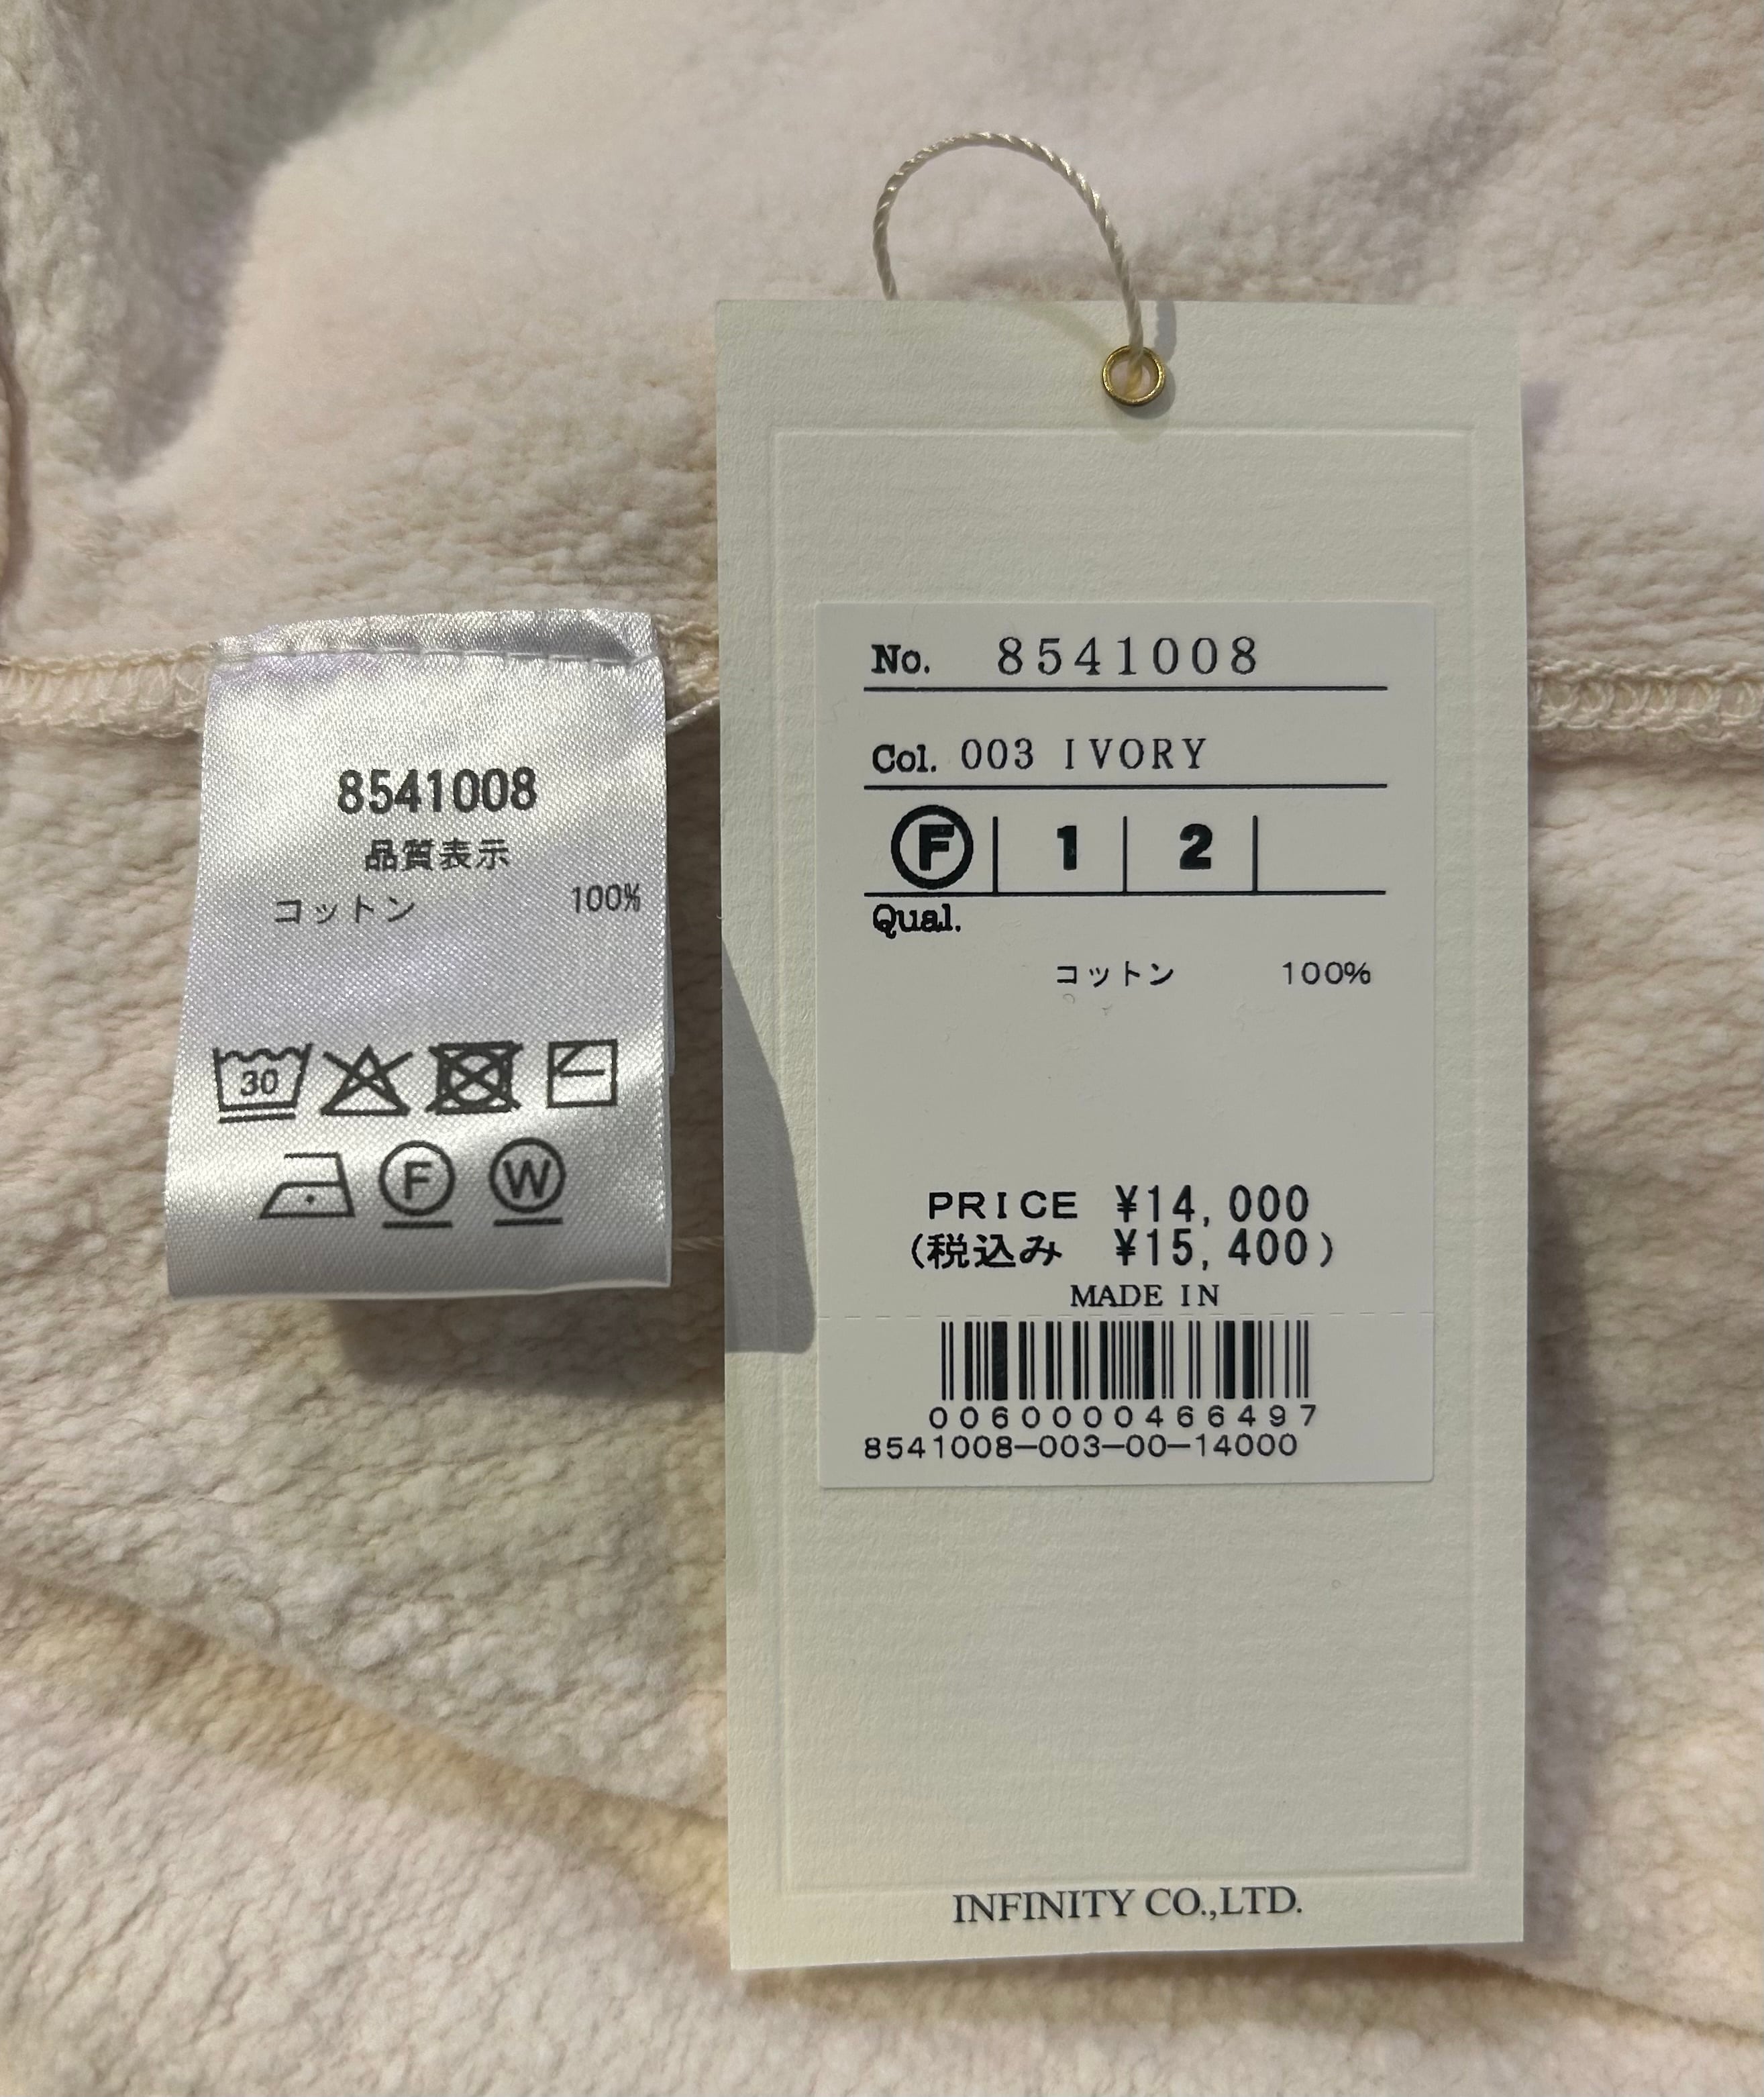 8541008
品質表示
コットン 100%
30
F W
No. 8541008
Col. 003 IVORY
F 1 2
Qual.
コットン 100%
PRICE ¥14,000
(税込み ¥15,400)
MADE IN
0060000466497
8541008-003-00-14000
INFINITY CO.,LTD.